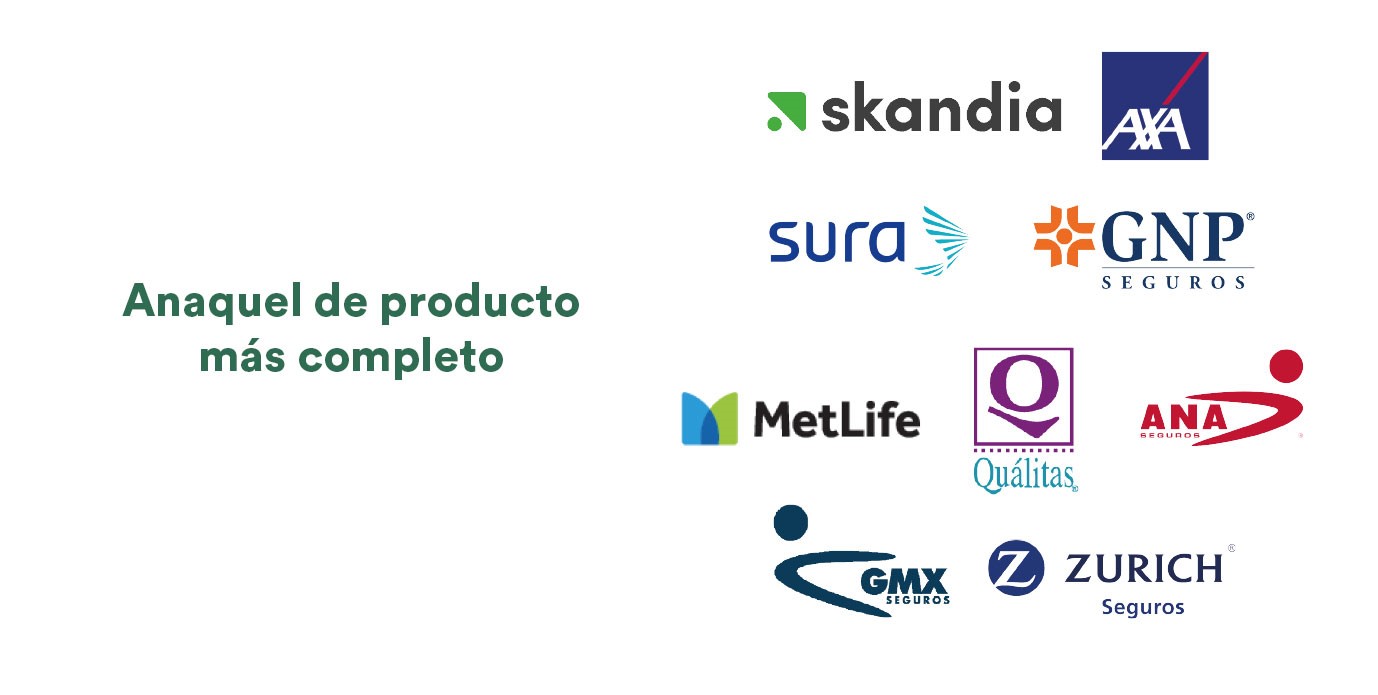 Anaquel de producto
más completo
skandia
AXA
sura
GNP®
SEGUROS
MetLife
Q
Quálitas®
ANA
SEGUROS
®
GMX
SEGUROS
Z ZURICH®
Seguros